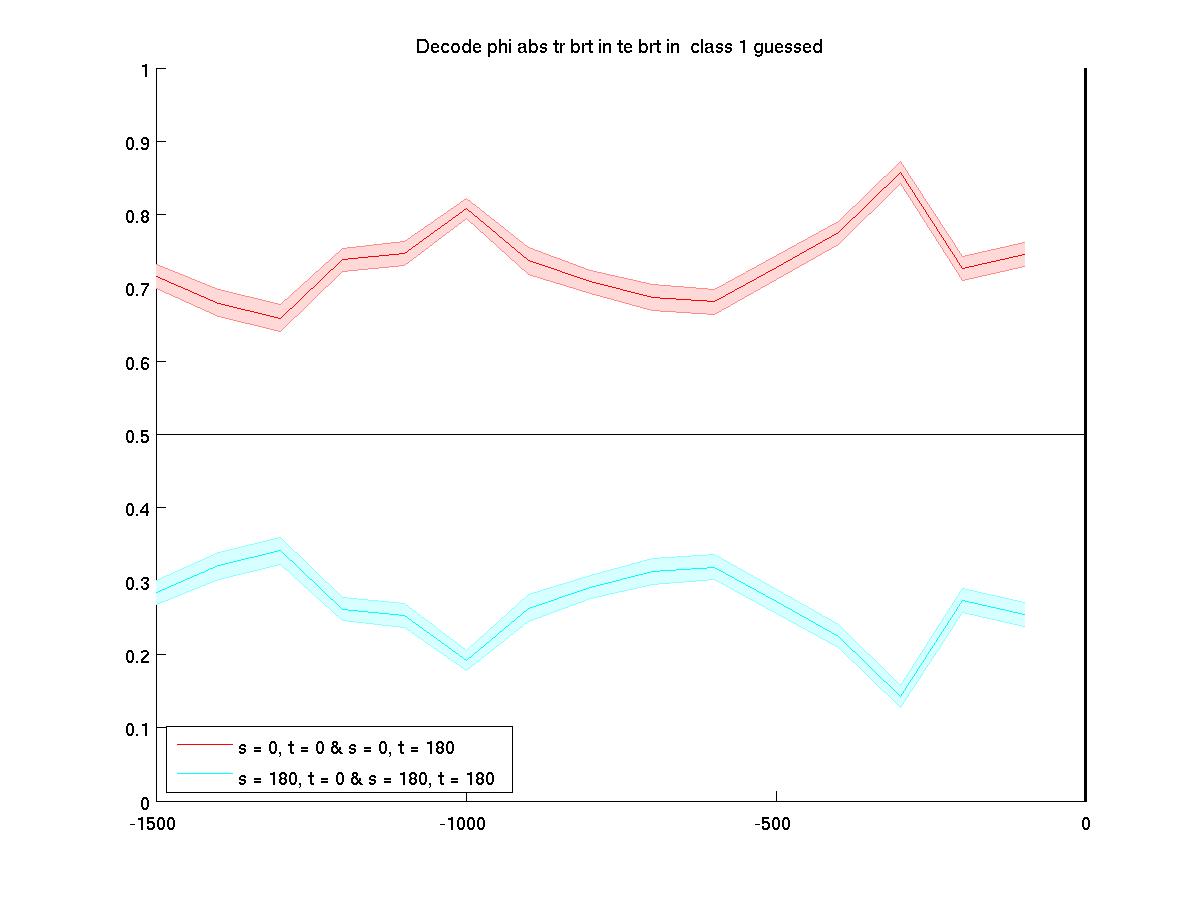 Decode phi abs tr brt in te brt in  class 1 guessed
1
0.9
0.8
0.7
0.6
0.5
0.4
0.3
0.2
0.1
0
s = 0, t = 0 & s = 0, t = 180
s = 180, t = 0 & s = 180, t = 180
-1500 -1000 -500 0